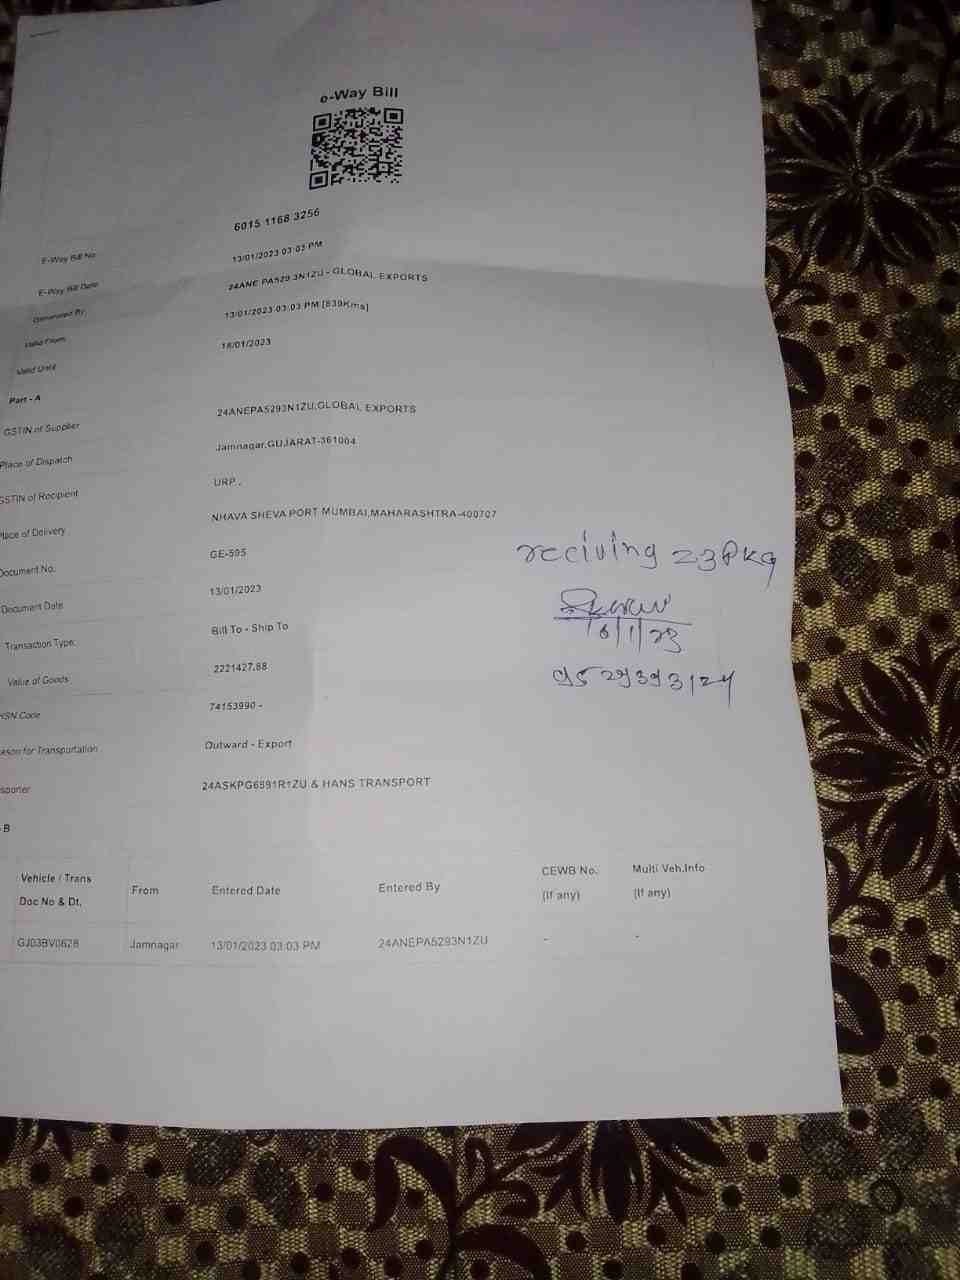 e-Way Bill
E-Way Bill No 6015 1168 3256
E-Way Bill Date 13/01/2023 03:03 PM
Generated By 24ANE PA529 3N1ZU - GLOBAL EXPORTS
Valid From 13/01/2023 03:03 PM [839Kms]
Valid Until 18/01/2023
Part - A
GSTIN of Supplier 24ANEPA5293N1ZU,GLOBAL EXPORTS
Place of Dispatch Jamnagar,GUJARAT-361004
GSTIN of Recipient URP ,
Place of Delivery NHAVA SHEVA PORT MUMBAI,MAHARASHTRA-400707
Document No. GE-595
Document Date 13/01/2023
Transaction Type: Bill To - Ship To
Value of Goods 2221427.88
HSN Code 74153990 -
ason for Transportation Outward - Export
sporter 24ASKPG6891R1ZU & HANS TRANSPORT
- B
Vehicle / Trans Doc No & Dt. From Entered Date Entered By CEWB No. (If any) Multi Veh.Info (If any)
GJ03BV0628 Jamnagar 13/01/2023 03:03 PM 24ANEPA5293N1ZU - -
reciving 23 Pkg
16/1/23
9529393124